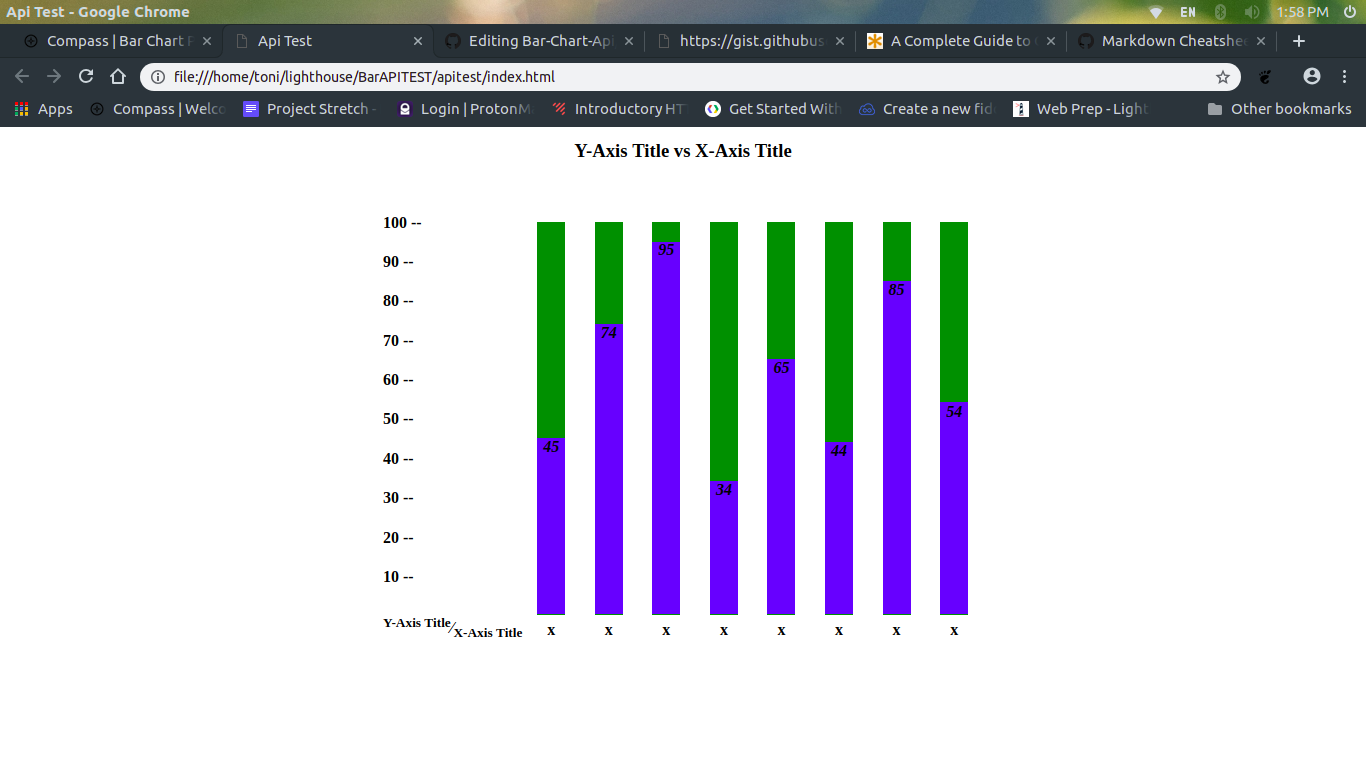 Api Test - Google Chrome
EN
1:58 PM
Compass | Bar Chart
Api Test
Editing Bar-Chart-Api
https://gist.githubus
A Complete Guide to
Markdown Cheatshe
file:///home/toni/lighthouse/BarAPITEST/apitest/index.html
Apps
Compass | Welco
Project Stretch -
Login | ProtonM
Introductory HT
Get Started With
Create a new fid
Web Prep - Light
Other bookmarks
Y-Axis Title vs X-Axis Title
100 --
90 --
80 --
70 --
60 --
50 --
40 --
30 --
20 --
10 --
45
74
95
34
65
44
85
54
Y-Axis Title/X-Axis Title
x x x x x x x x